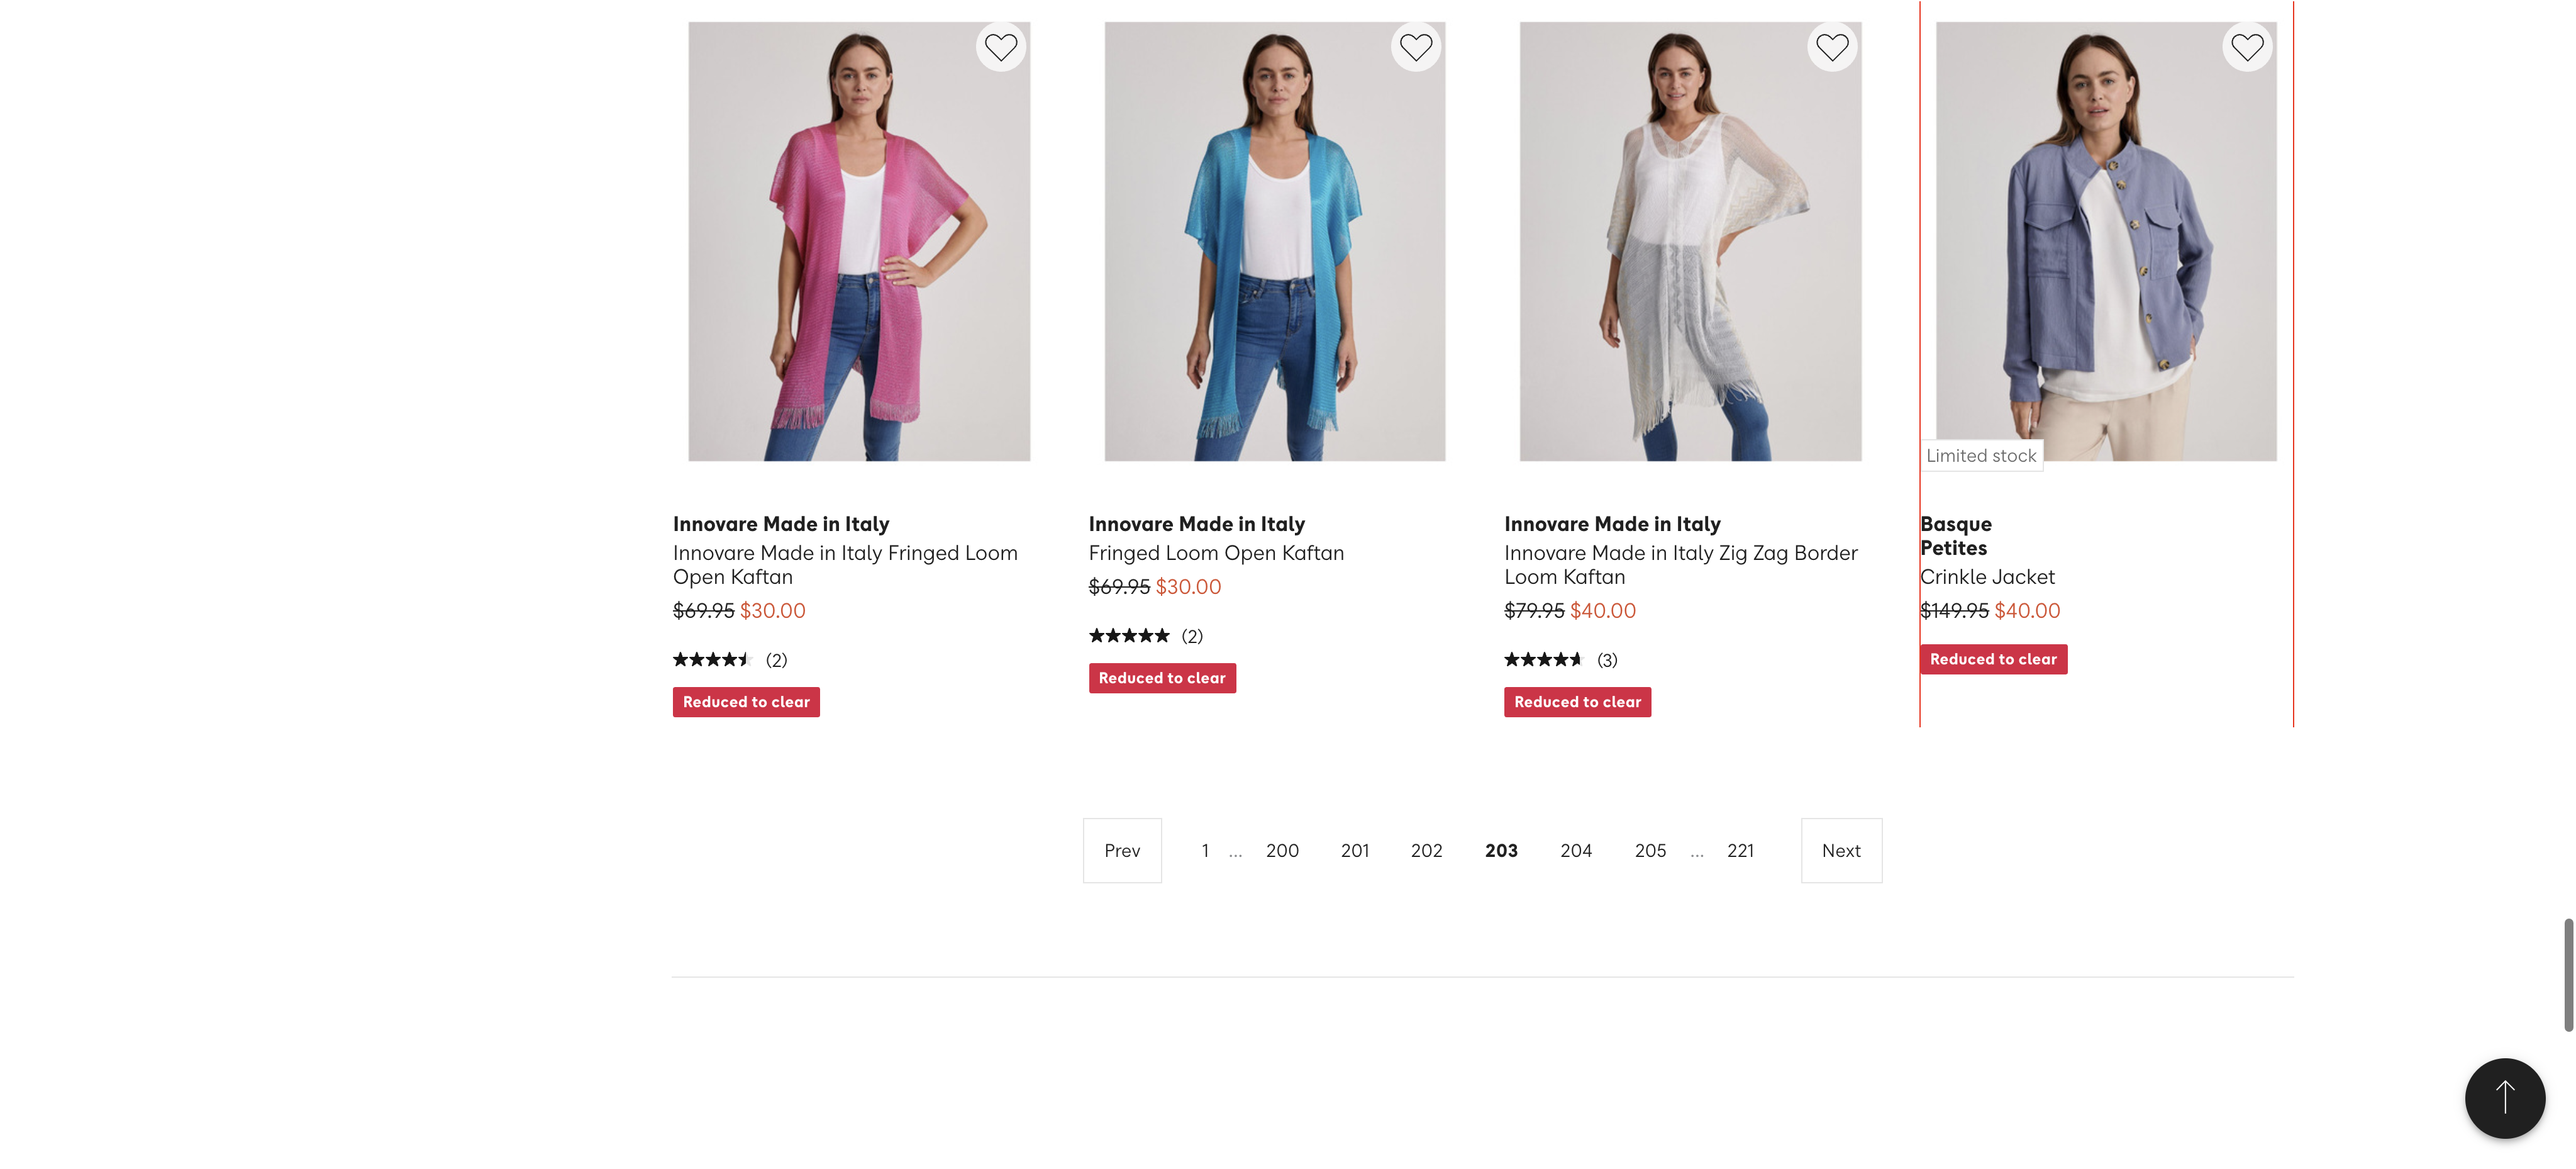 Limited stock
Innovare Made in Italy
Innovare Made in Italy Fringed Loom
Open Kaftan
$69.95 $30.00
(2)
Reduced to clear
Innovare Made in Italy
Fringed Loom Open Kaftan
$69.95 $30.00
(2)
Reduced to clear
Innovare Made in Italy
Innovare Made in Italy Zig Zag Border
Loom Kaftan
$79.95 $40.00
(3)
Reduced to clear
Basque
Petites
Crinkle Jacket
$149.95 $40.00
Reduced to clear
Prev 1 ... 200 201 202 203 204 205 ... 221 Next